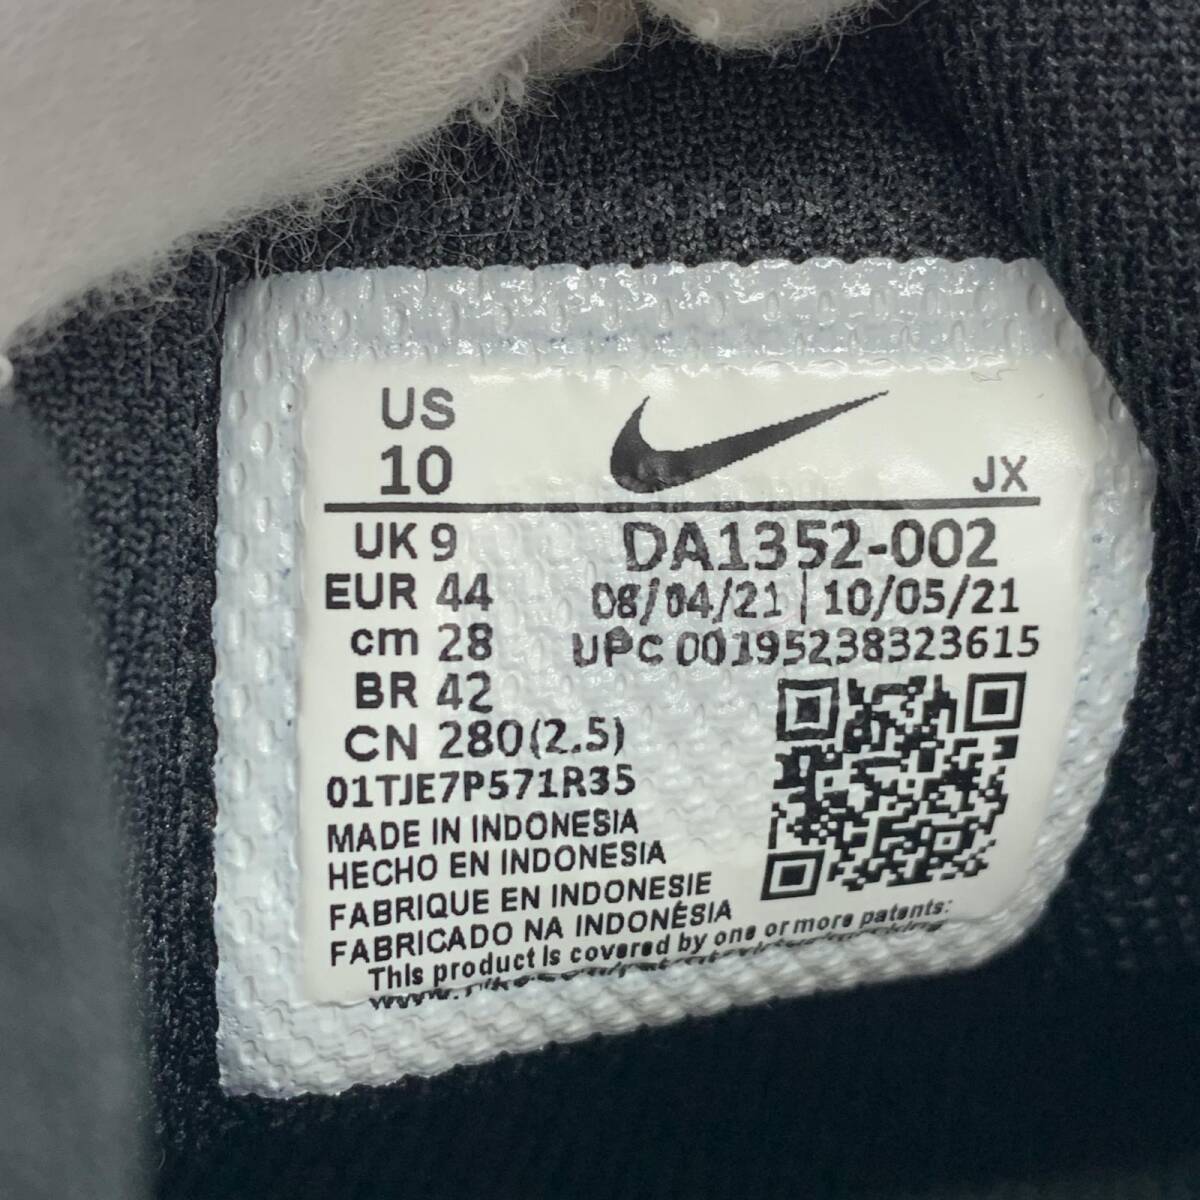 US
10
JX
UK 9
DA1352-002
EUR 44
08/04/21 | 10/05/21
cm 28
UPC 00195238323615
BR 42
CN 280(2.5)
01TJE7P571R35
MADE IN INDONESIA
HECHO EN INDONESIA
FABRIQUE EN INDONESIE
FABRICADO NA INDONÉSIA
This product is covered by one or more patents: